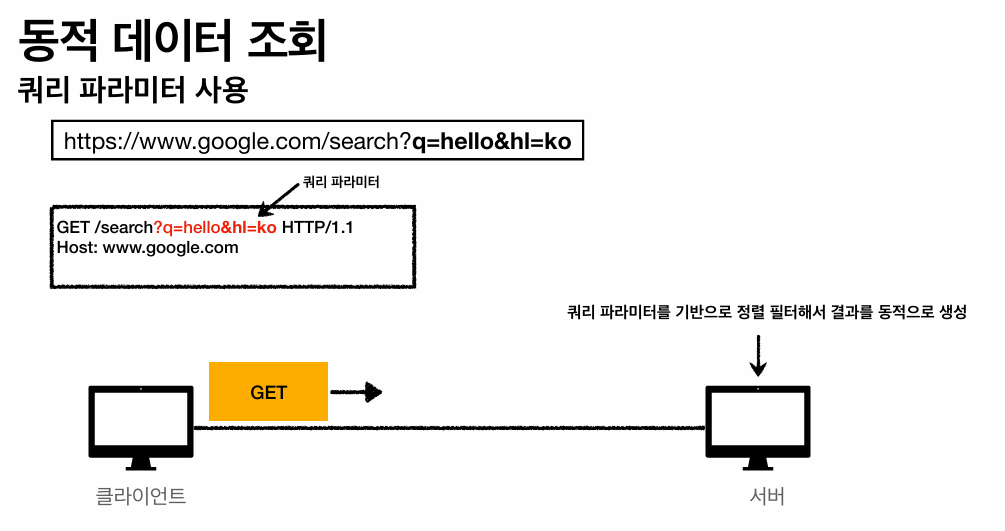 동적 데이터 조회
쿼리 파라미터 사용
https://www.google.com/search?q=hello&hl=ko
쿼리 파라미터
GET /search?q=hello&hl=ko HTTP/1.1
Host: www.google.com
쿼리 파라미터를 기반으로 정렬 필터해서 결과를 동적으로 생성
GET
클라이언트
서버